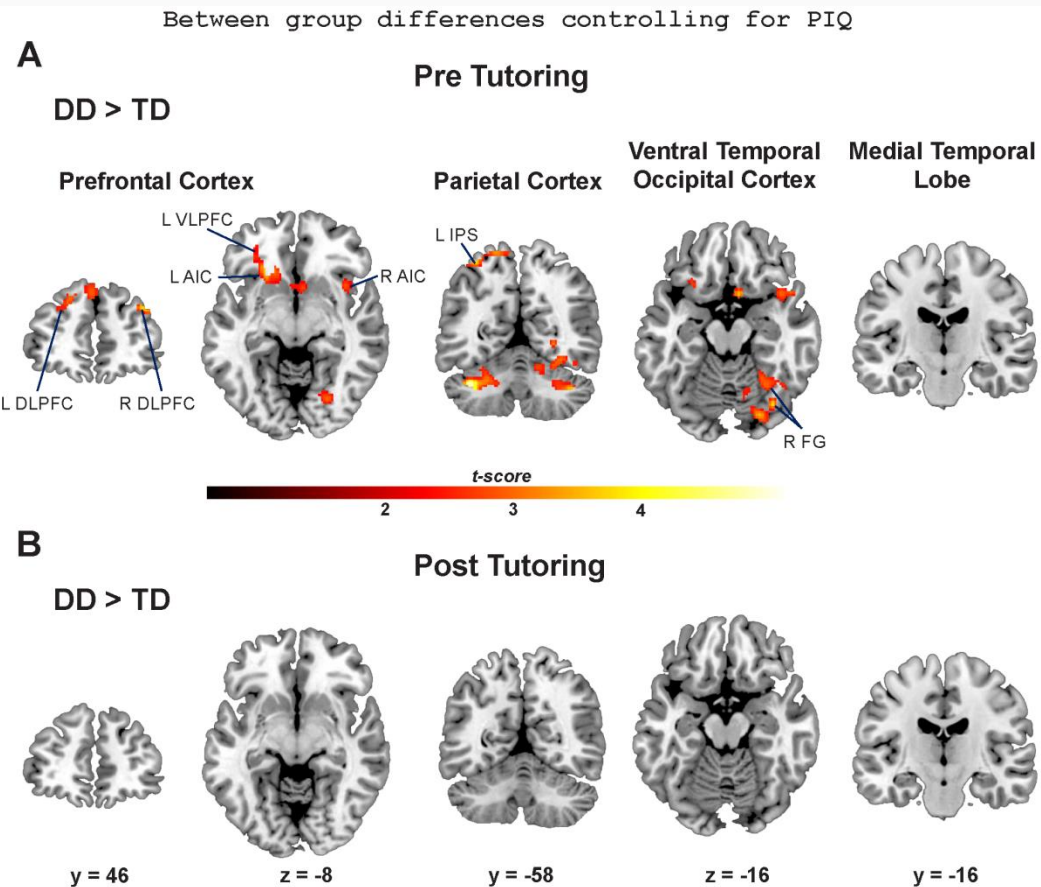 Between group differences controlling for PIQ
A
Pre Tutoring
DD > TD
Prefrontal Cortex
Parietal Cortex
Ventral Temporal
Occipital Cortex
Medial Temporal
Lobe
L VLPFC
L AIC
R AIC
L IPS
L DLPFC
R DLPFC
R FG
t-score
2 3 4
B
Post Tutoring
DD > TD
y = 46
z = -8
y = -58
z = -16
y = -16